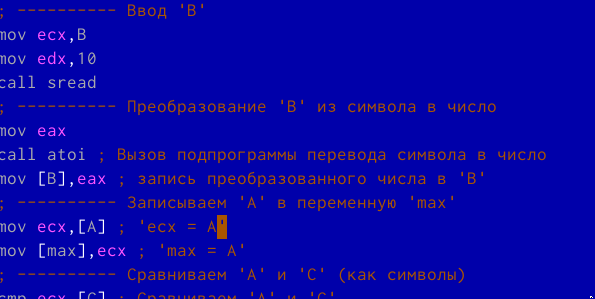 ; ---------- Ввод 'B'
mov ecx,B
mov edx,10
call sread
; ---------- Преобразование 'B' из символа в число
mov eax
call atoi ; Вызов подпрограммы перевода символа в число
mov [B],eax ; запись преобразованного числа в 'B'
; ---------- Записываем 'A' в переменную 'max'
mov ecx,[A] ; 'ecx = A'
mov [max],ecx ; 'max = A'
; ---------- Сравниваем 'A' и 'C' (как символы)
cmp ecx,[C] ; Сравниваем 'A' и 'C'